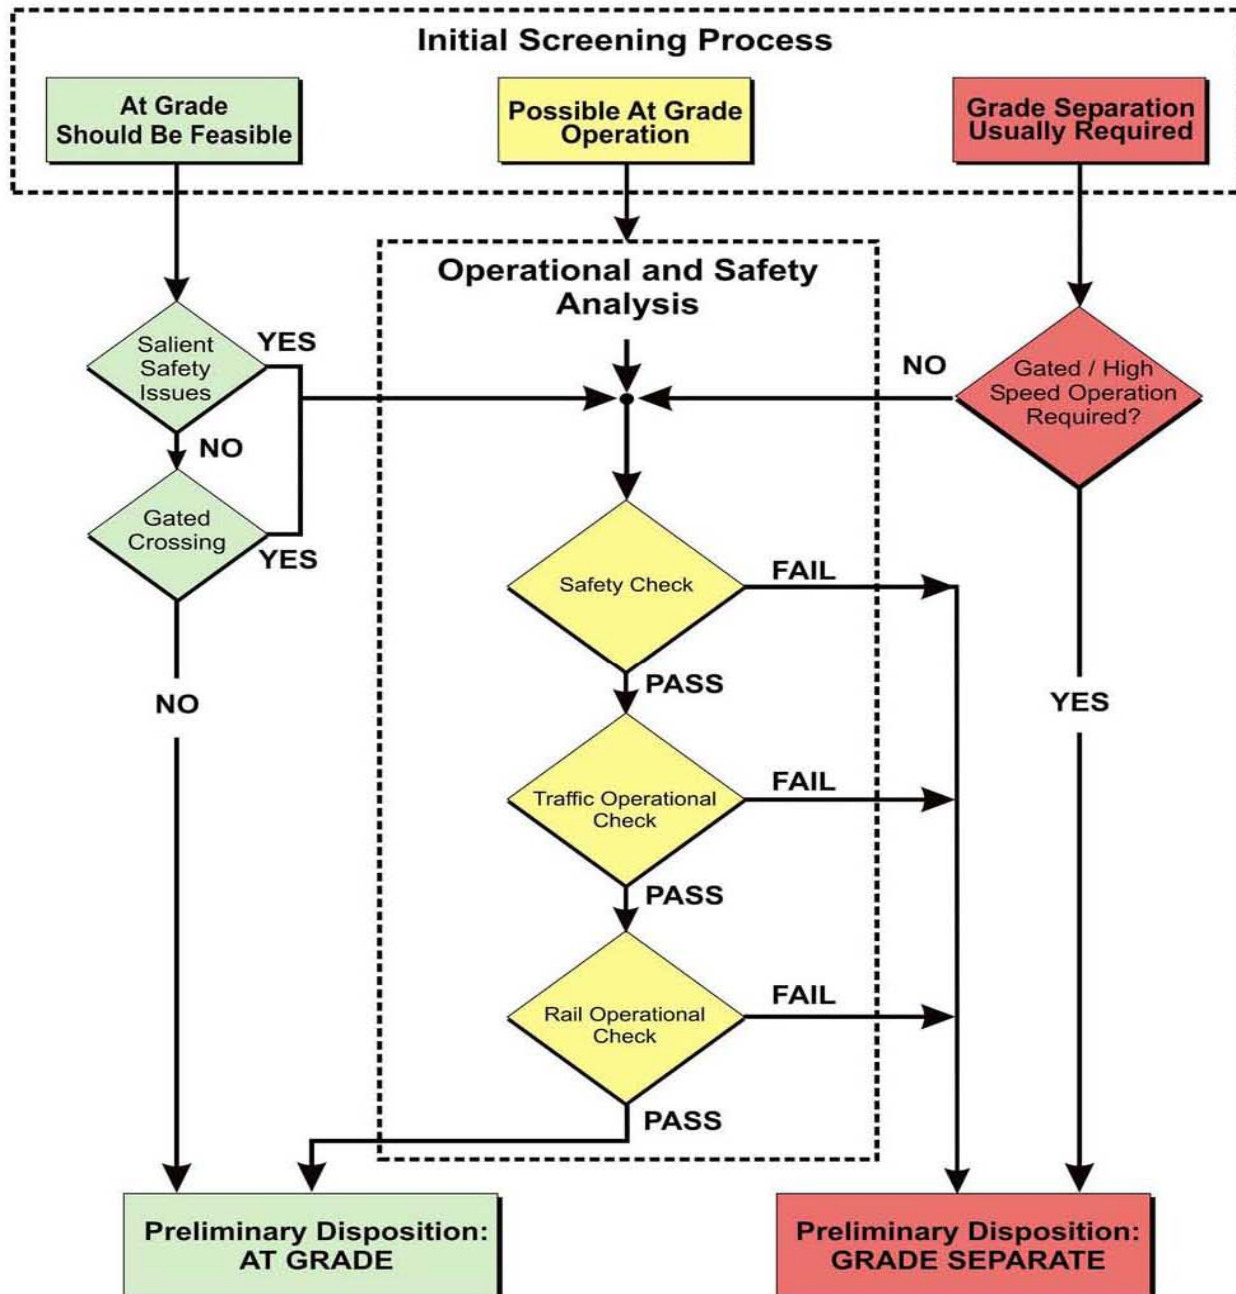 Initial Screening Process
At Grade
Should Be Feasible
Possible At Grade
Operation
Grade Separation
Usually Required
Operational and Safety
Analysis
Salient
Safety
Issues
YES
NO
Gated / High
Speed Operation
Required?
NO
Gated
Crossing
YES
Safety Check
FAIL
PASS
NO
YES
Traffic Operational
Check
FAIL
PASS
Rail Operational
Check
FAIL
PASS
Preliminary Disposition:
AT GRADE
Preliminary Disposition:
GRADE SEPARATE